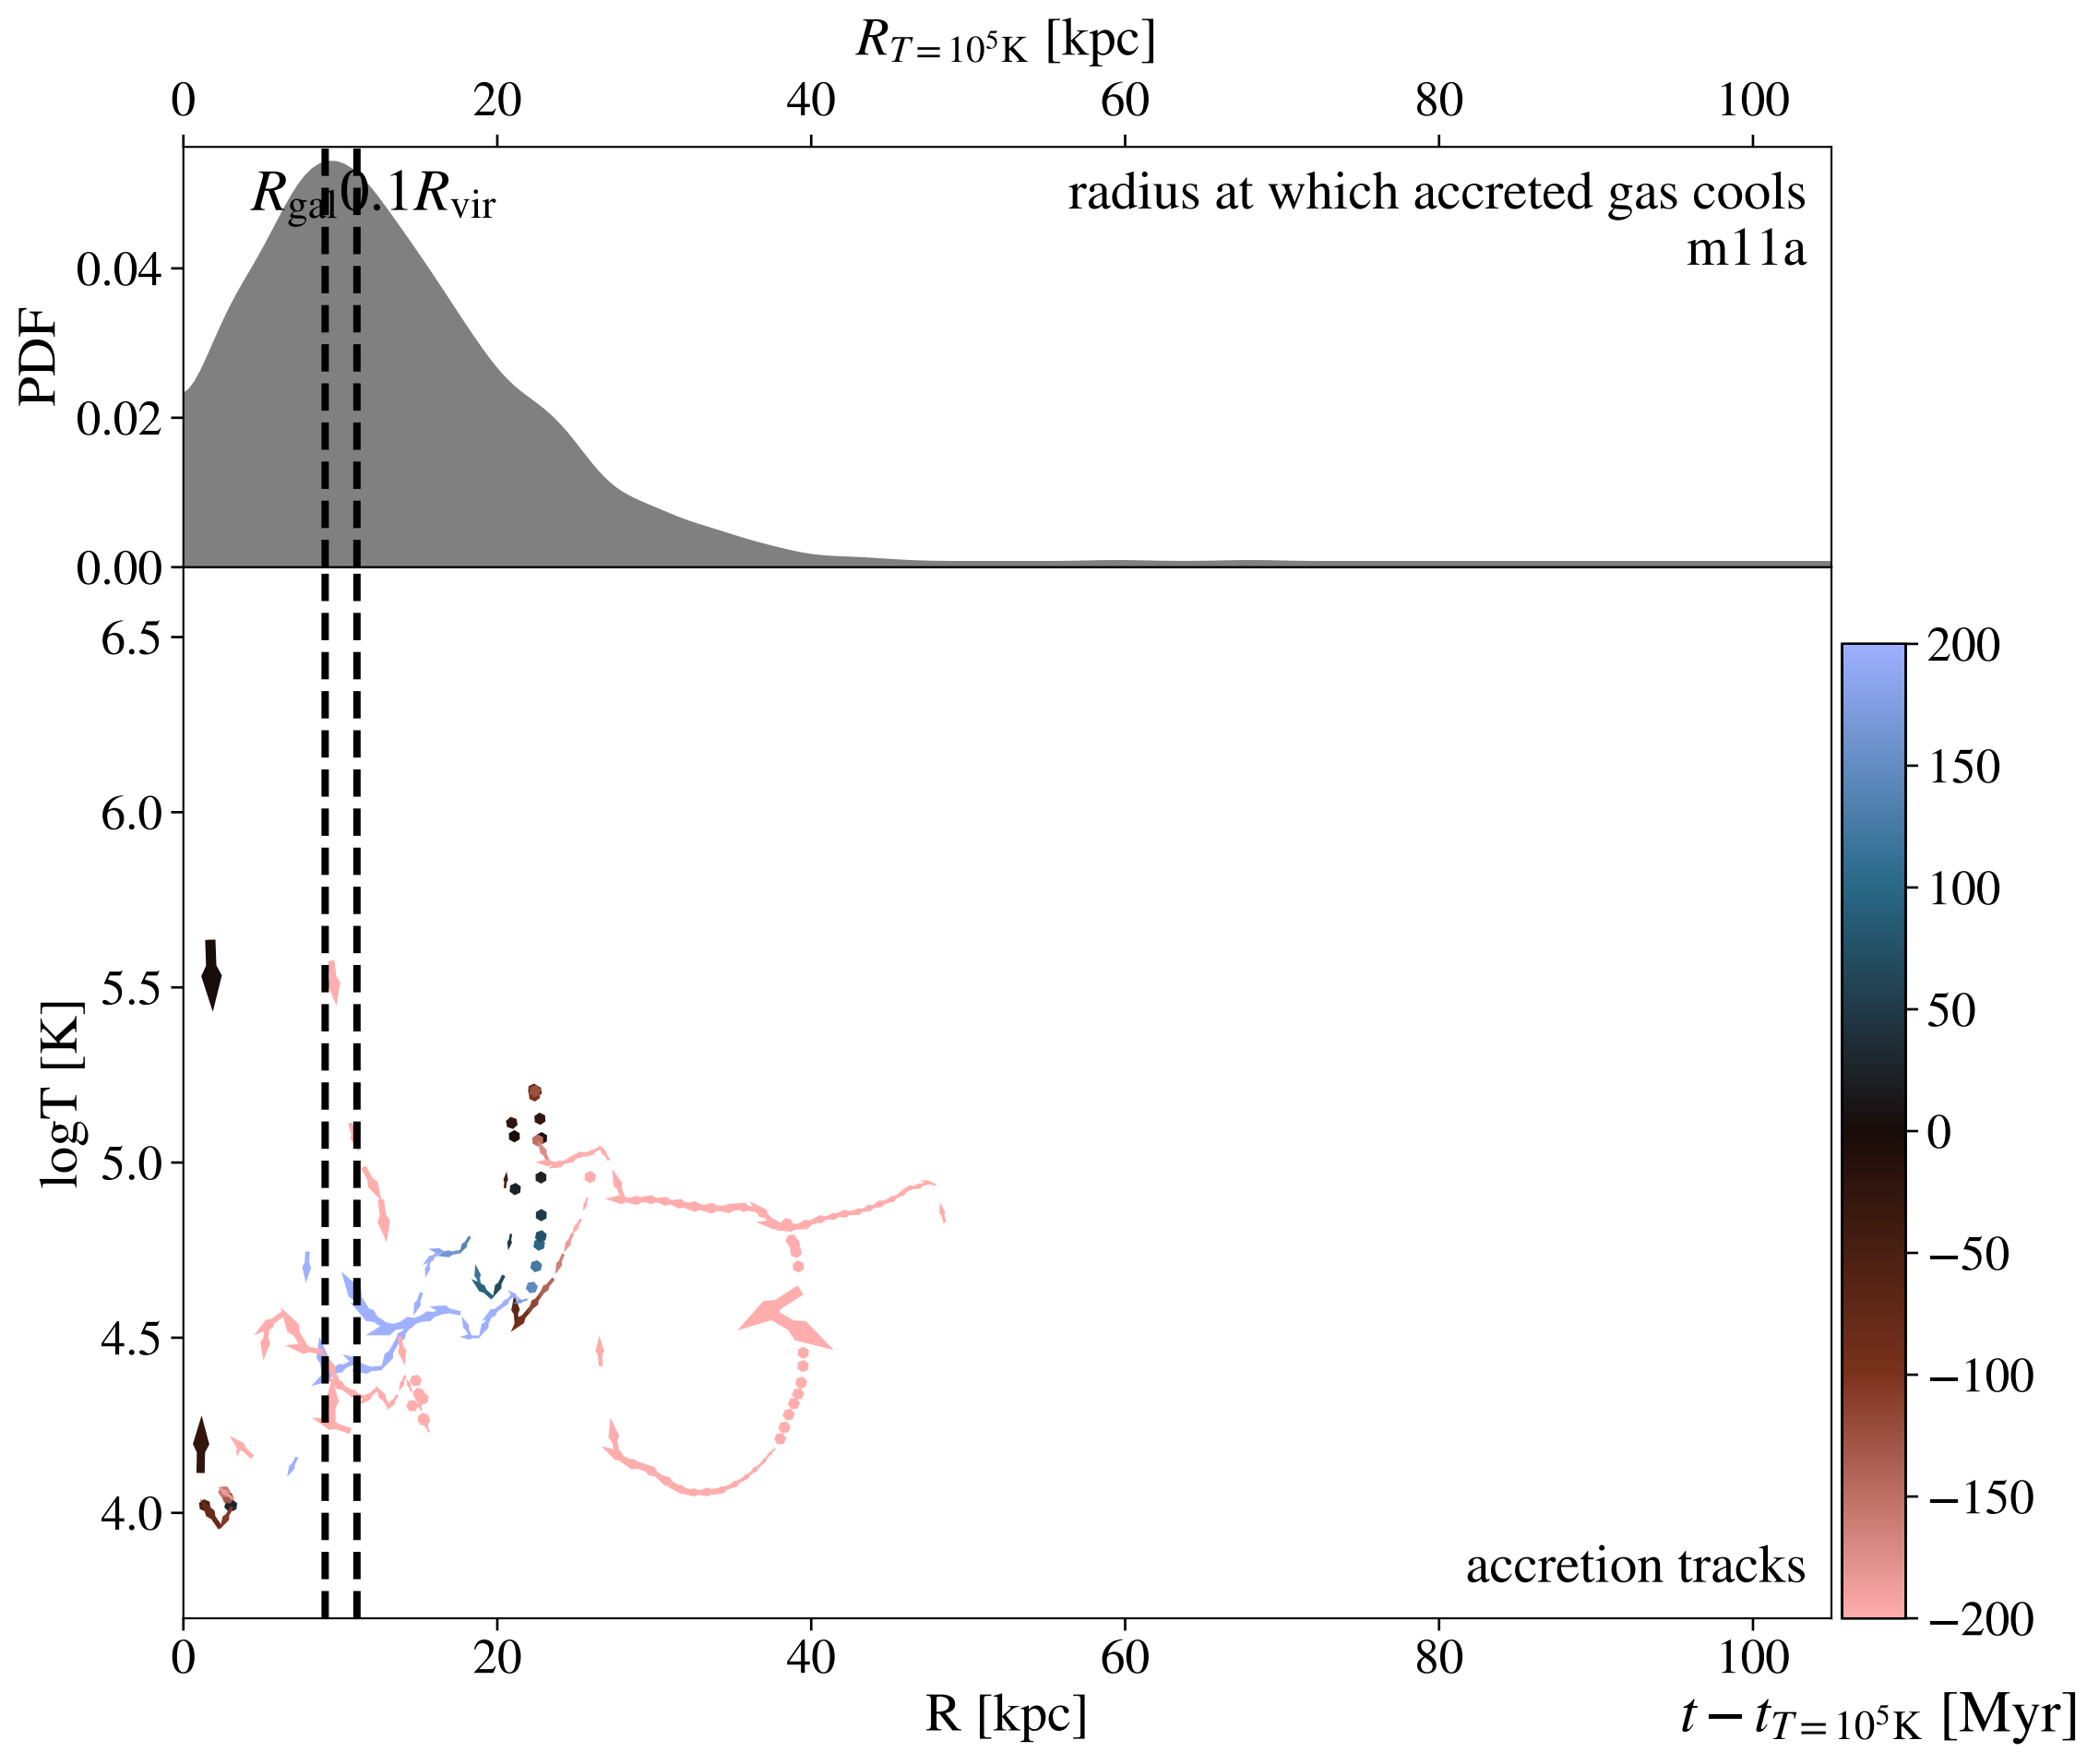 R_{T=10^5K} [kpc]
0 20 40 60 80 100
R_gal 0.1R_vir
radius at which accreted gas cools
m11a
PDF
0.04
0.02
0.00
6.5
6.0
5.5
5.0
4.5
4.0
logT [K]
accretion tracks
0 20 40 60 80 100
R [kpc]
200
150
100
50
0
−50
−100
−150
−200
t − t_{T=10^5K} [Myr]